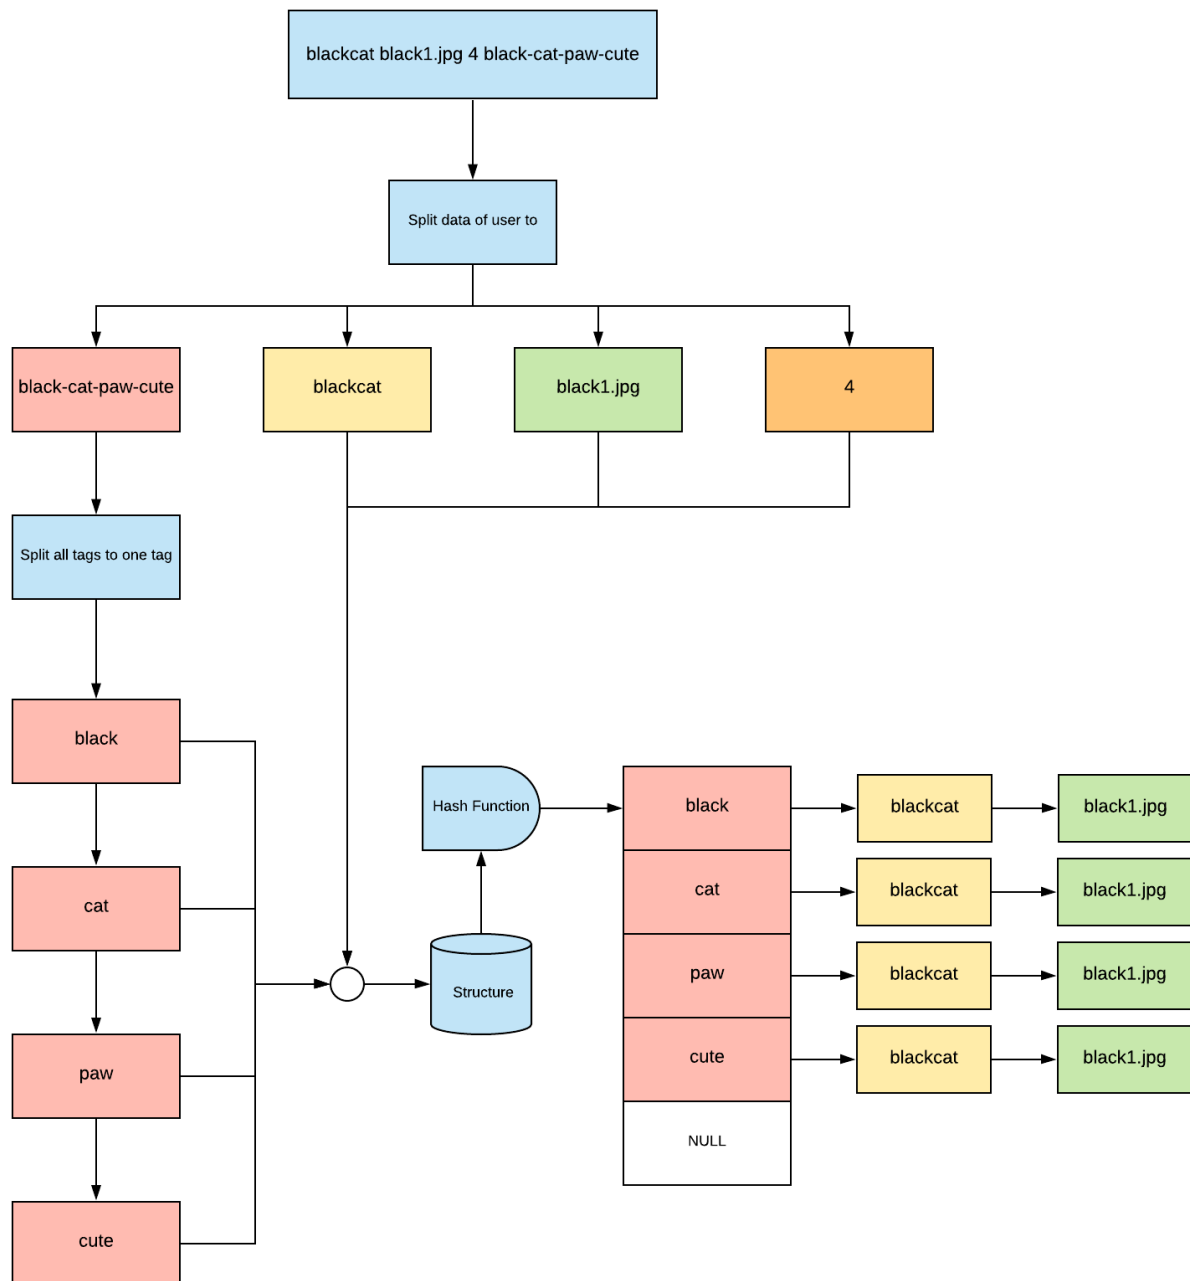 blackcat black1.jpg 4 black-cat-paw-cute
Split data of user to
black-cat-paw-cute
blackcat
black1.jpg
4
Split all tags to one tag
black
cat
paw
cute
Hash Function
Structure
black
blackcat
black1.jpg
cat
blackcat
black1.jpg
paw
blackcat
black1.jpg
cute
blackcat
black1.jpg
NULL